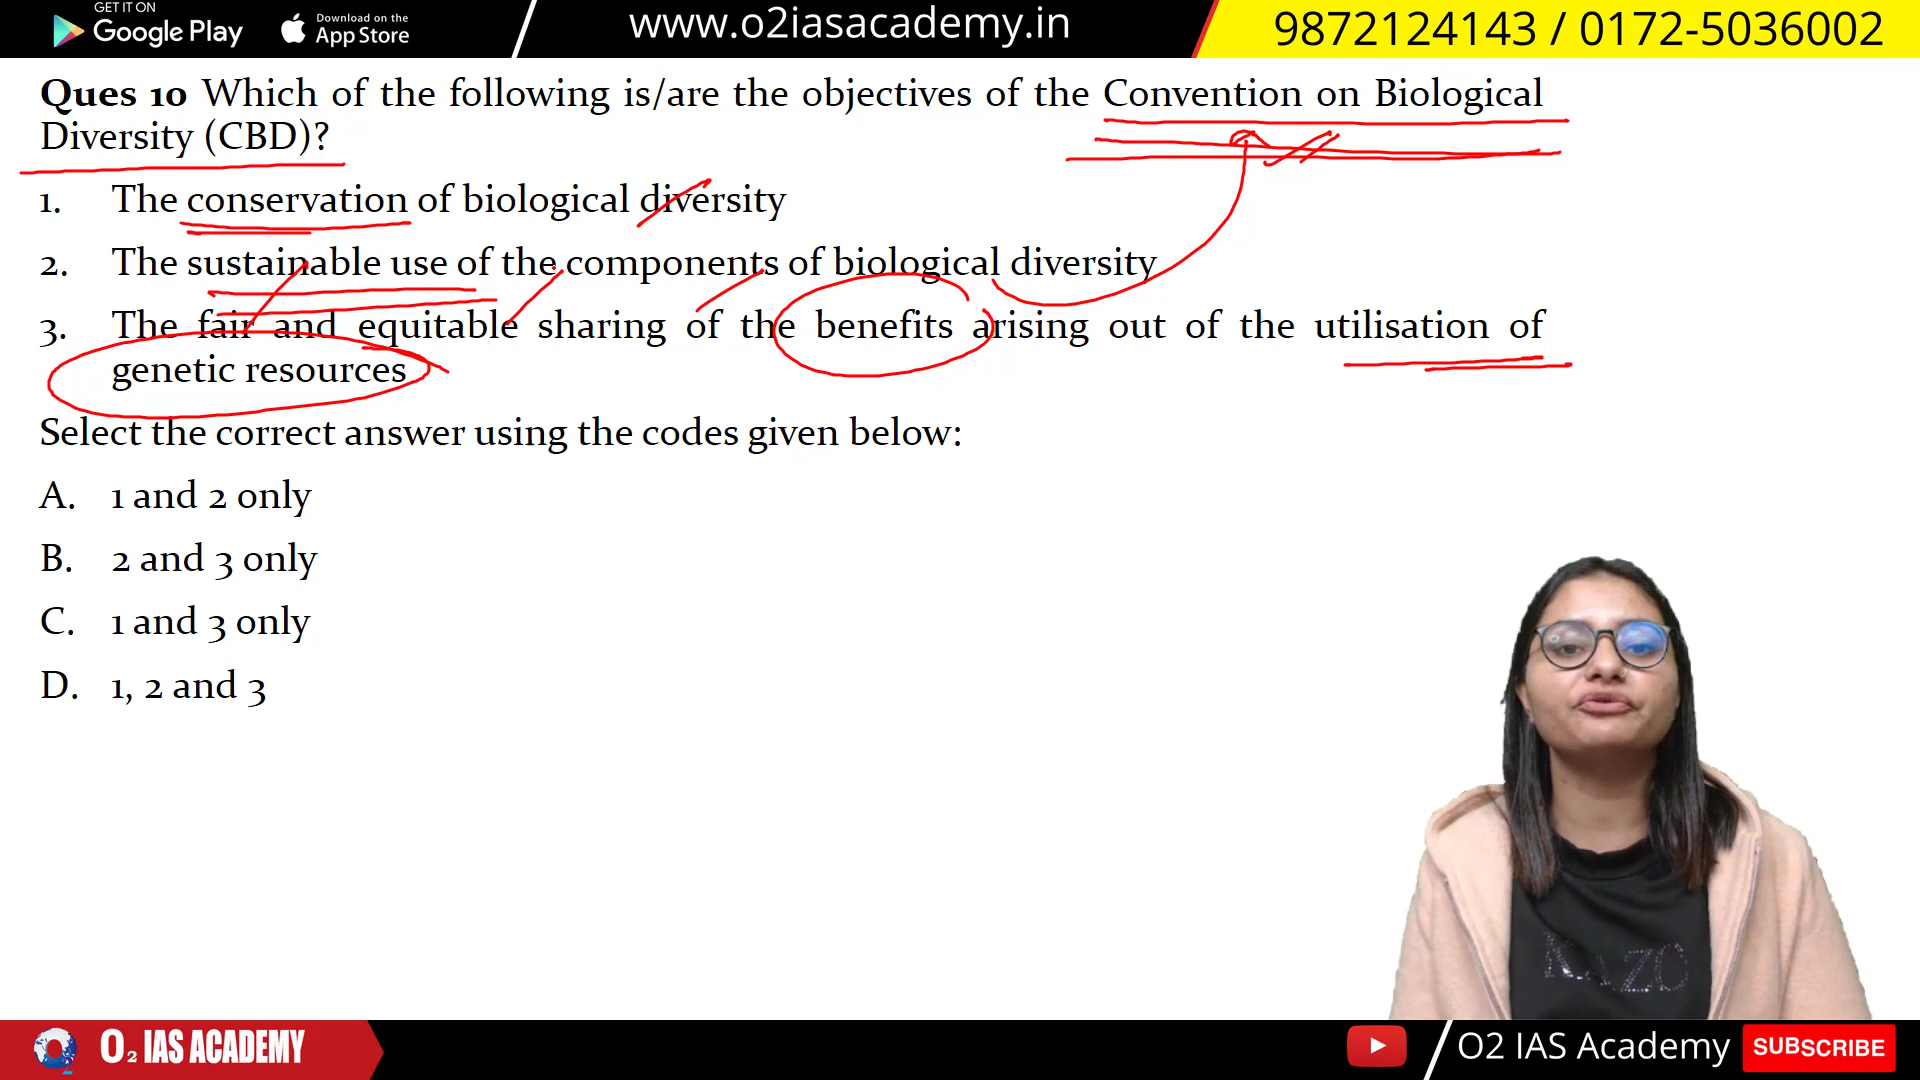 GET IT ON
Google Play
Download on the
App Store
www.o2iasacademy.in
9872124143 / 0172-5036002
Ques 10 Which of the following is/are the objectives of the Convention on Biological
Diversity (CBD)?
1. The conservation of biological diversity
2. The sustainable use of the components of biological diversity
3. The fair and equitable sharing of the benefits arising out of the utilisation of
genetic resources
Select the correct answer using the codes given below:
A. 1 and 2 only
B. 2 and 3 only
C. 1 and 3 only
D. 1, 2 and 3
KAZO
O2 IAS ACADEMY
O2 IAS Academy
SUBSCRIBE